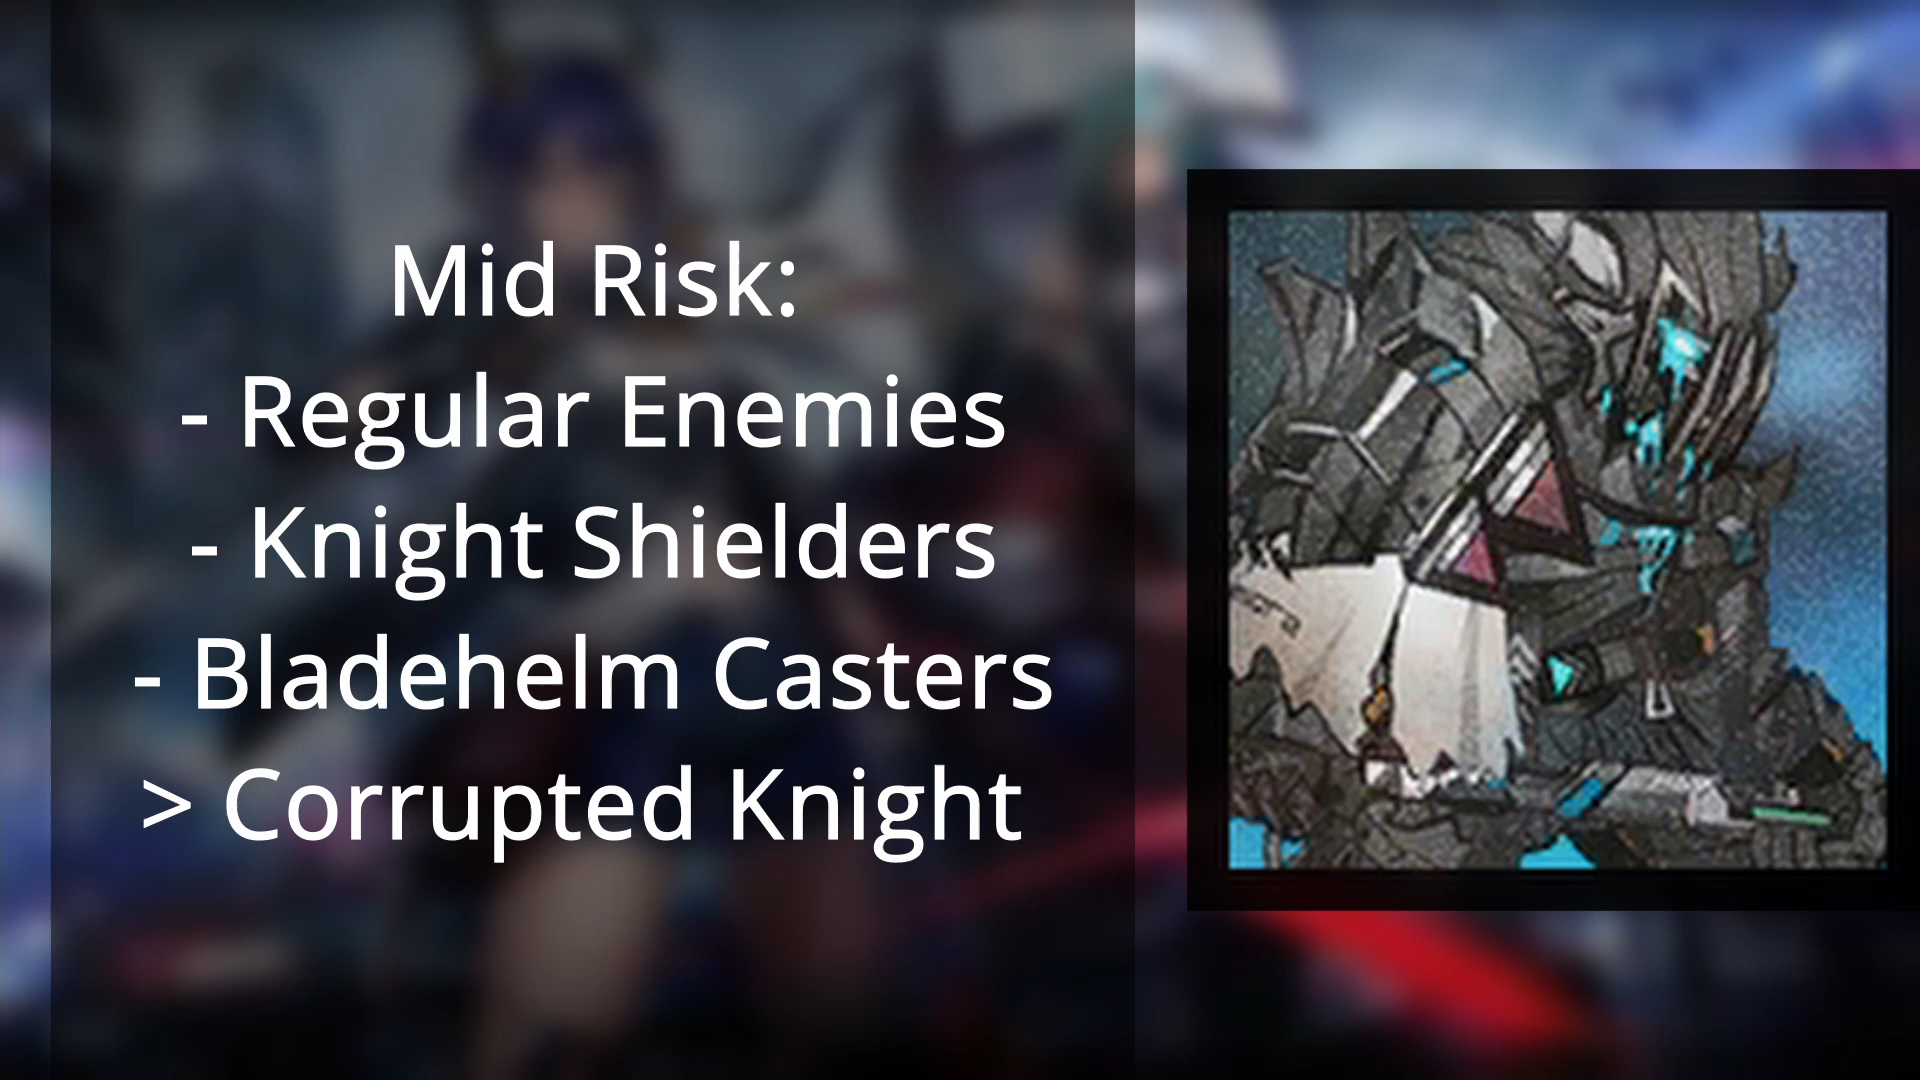 Mid Risk:
- Regular Enemies
- Knight Shielders
- Bladehelm Casters
> Corrupted Knight